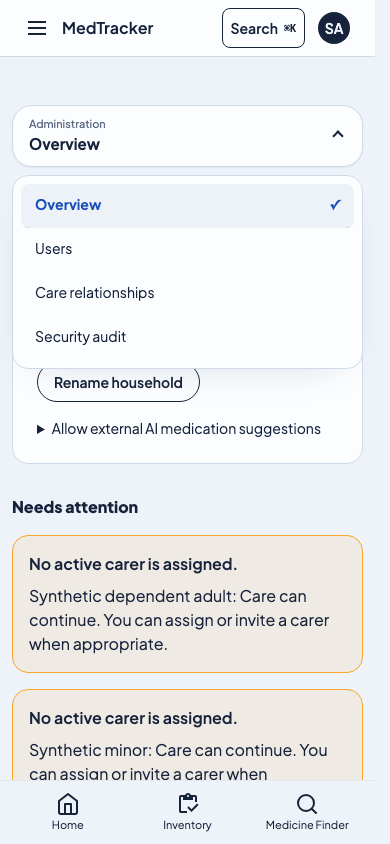 MedTracker
Search ⌘K
SA
Administration
Overview
Overview ✓
Users
Care relationships
Security audit
Rename household
Allow external AI medication suggestions
Needs attention
No active carer is assigned.
Synthetic dependent adult: Care can
continue. You can assign or invite a carer
when appropriate.
No active carer is assigned.
Synthetic minor: Care can continue. You
can assign or invite a carer when
Home
Inventory
Medicine Finder